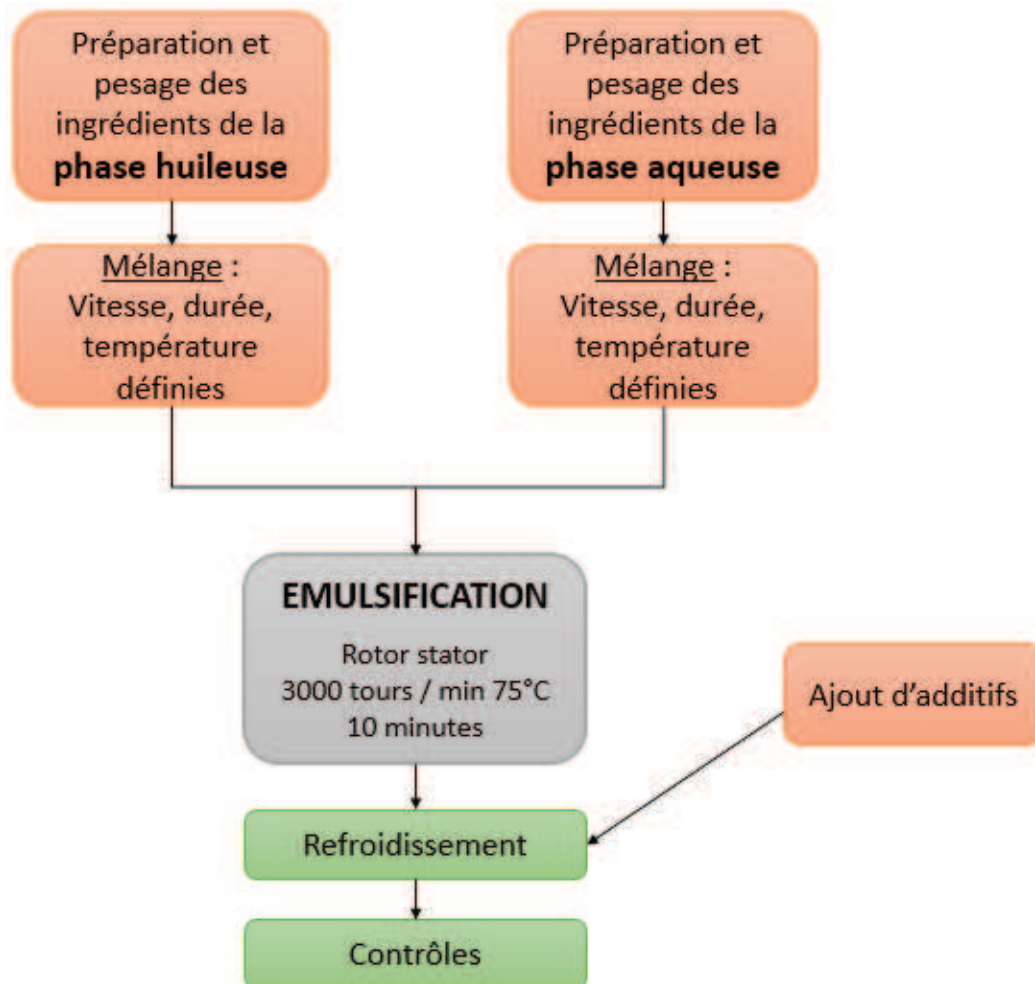 Préparation et
pesage des
ingrédients de la
phase huileuse
Préparation et
pesage des
ingrédients de la
phase aqueuse
Mélange :
Vitesse, durée,
température
définies
Mélange :
Vitesse, durée,
température
définies
EMULSIFICATION
Rotor stator
3000 tours / min 75°C
10 minutes
Ajout d'additifs
Refroidissement
Contrôles